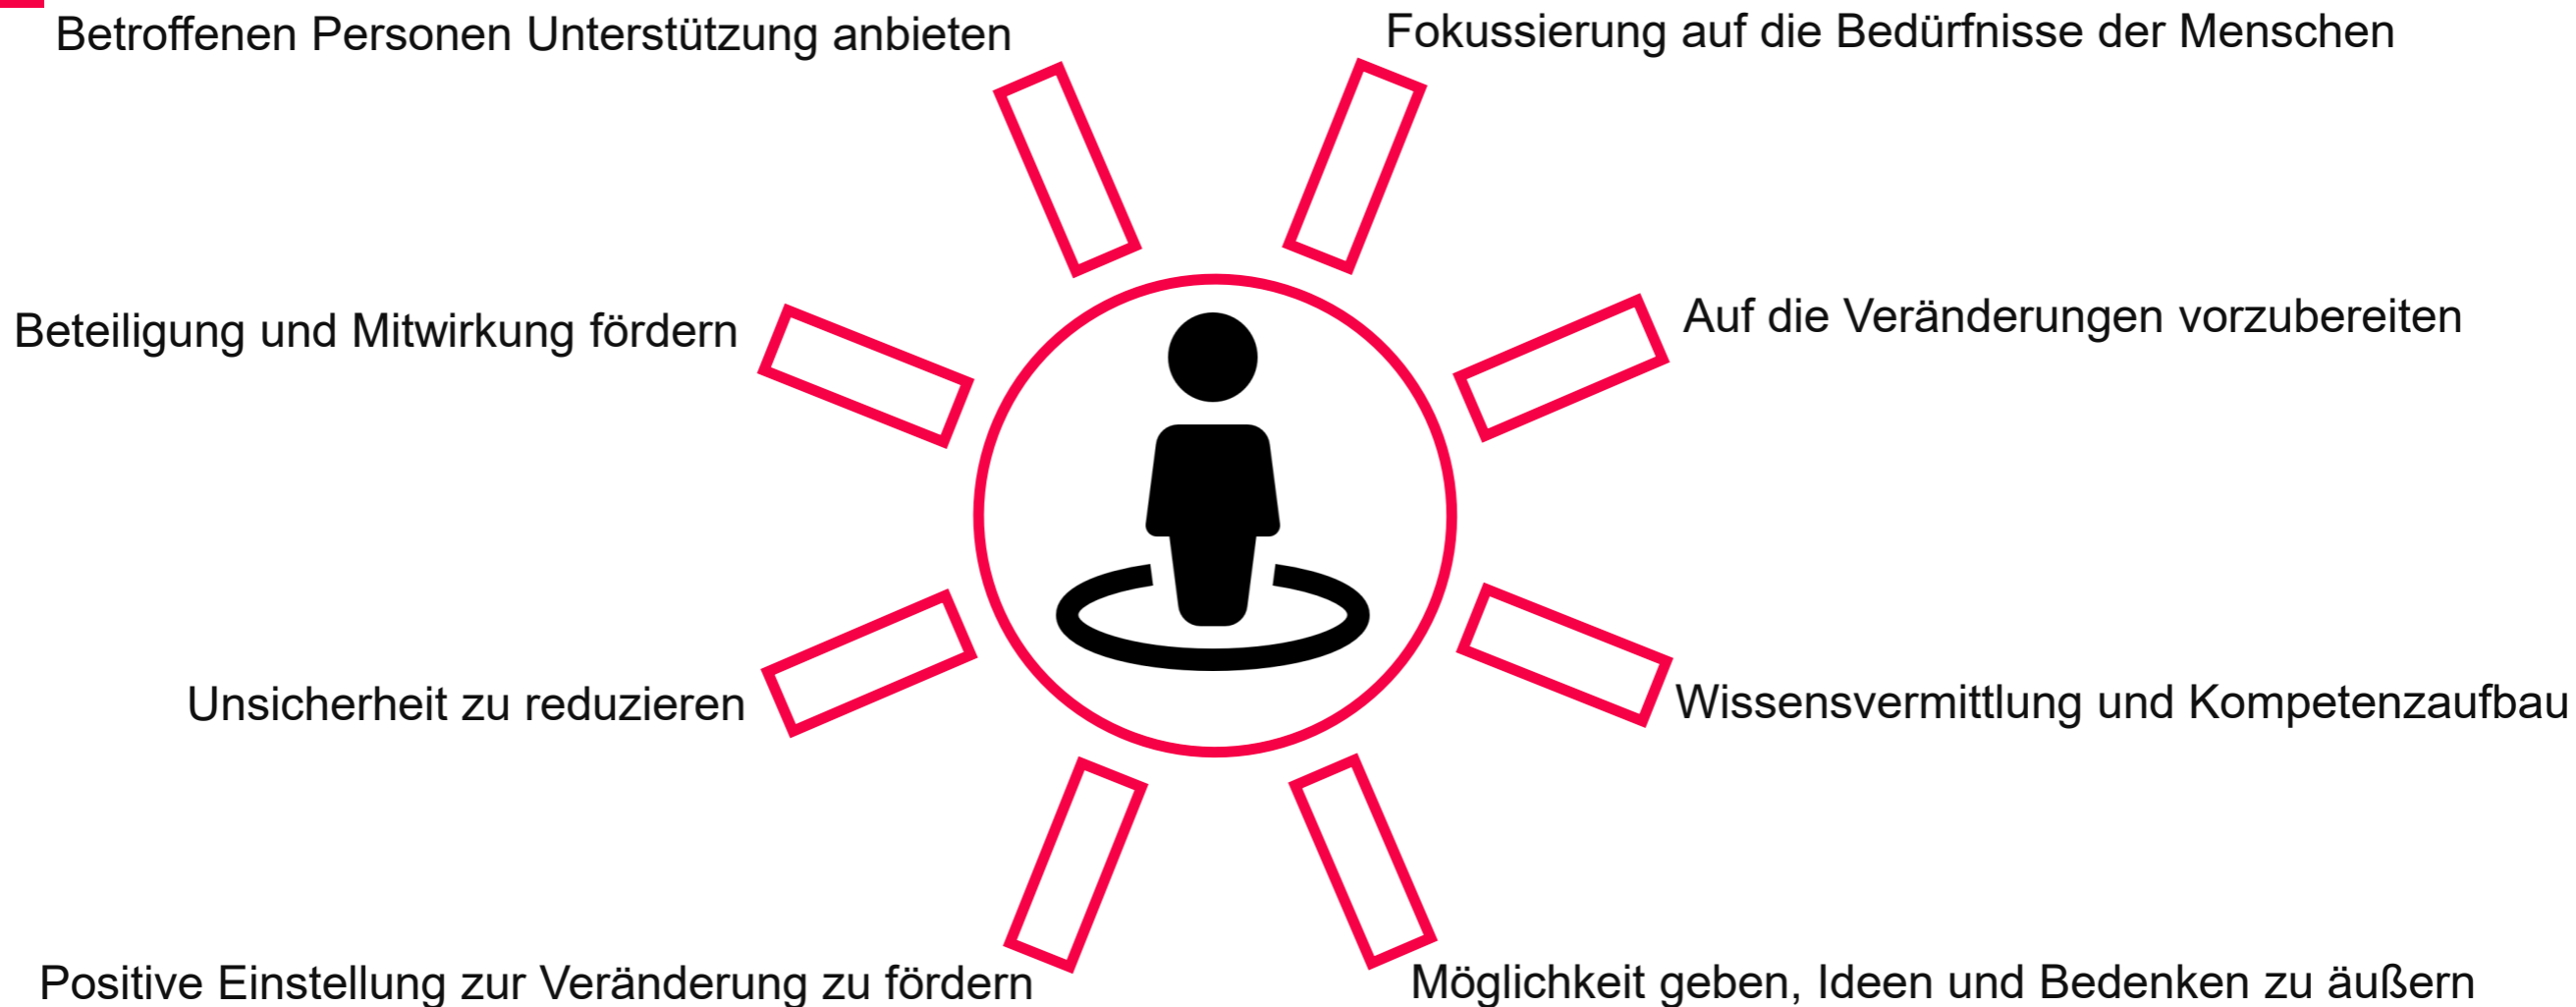 Betroffenen Personen Unterstützung anbieten
Fokussierung auf die Bedürfnisse der Menschen
Beteiligung und Mitwirkung fördern
Auf die Veränderungen vorzubereiten
Unsicherheit zu reduzieren
Wissensvermittlung und Kompetenzaufbau
Positive Einstellung zur Veränderung zu fördern
Möglichkeit geben, Ideen und Bedenken zu äußern